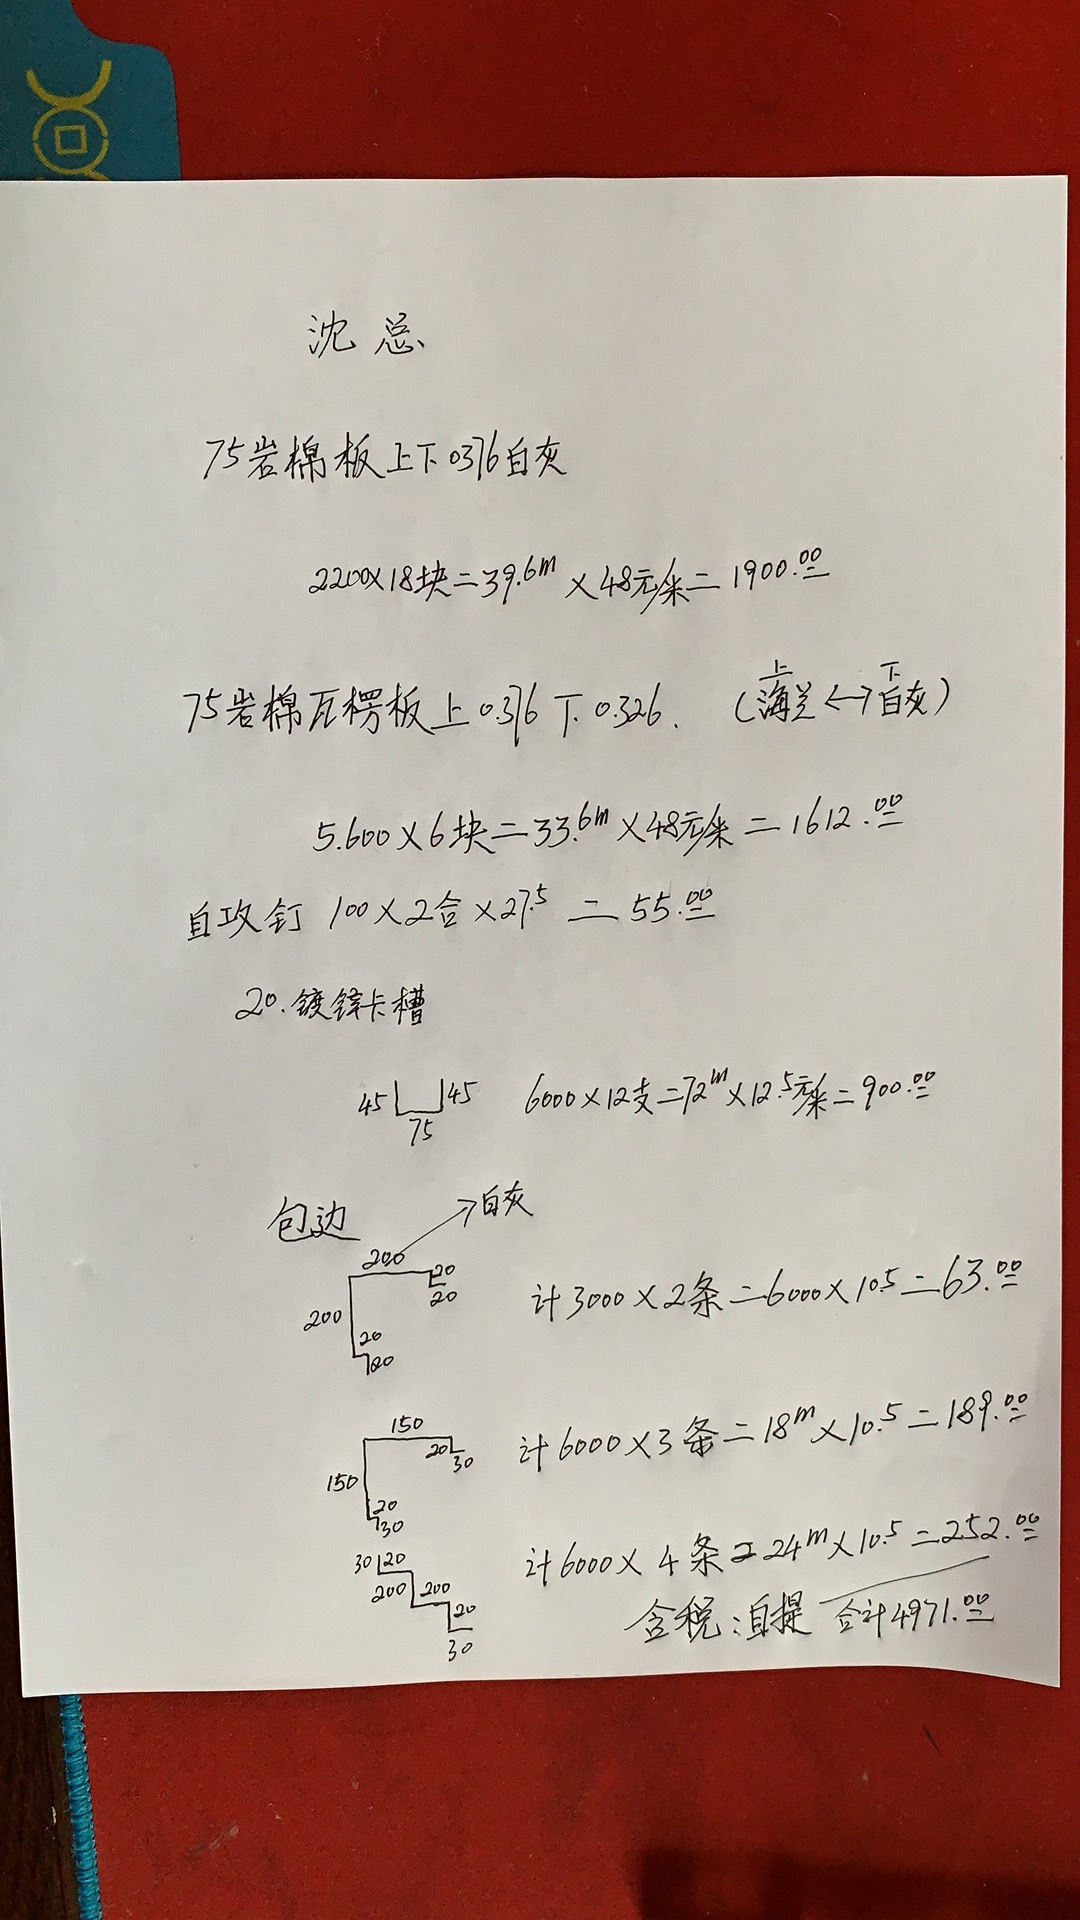 沈总
75岩棉板上下0376白灰
2200×18块=39.6m×48元/米=1900.00
75岩棉瓦楞板上0.376下0.326. (海兰↔白灰)
上 下
5.600×6块=33.6m×48元/米=1612.00
自攻钉 100×2合×27.5=55.00
20.镀锌卡槽
45 45
75
6000×12支=72m×12.5元/米=900.00
包边 →白灰
200
20
20
200
20
20
计3000×2条=6000×10.5=63.00
150
20
30
150
20
30
计6000×3条=18m×10.5=189.00
30 20
200 200
20
30
计6000×4条=24m×10.5=252.00
含税:自提 合计4971.00